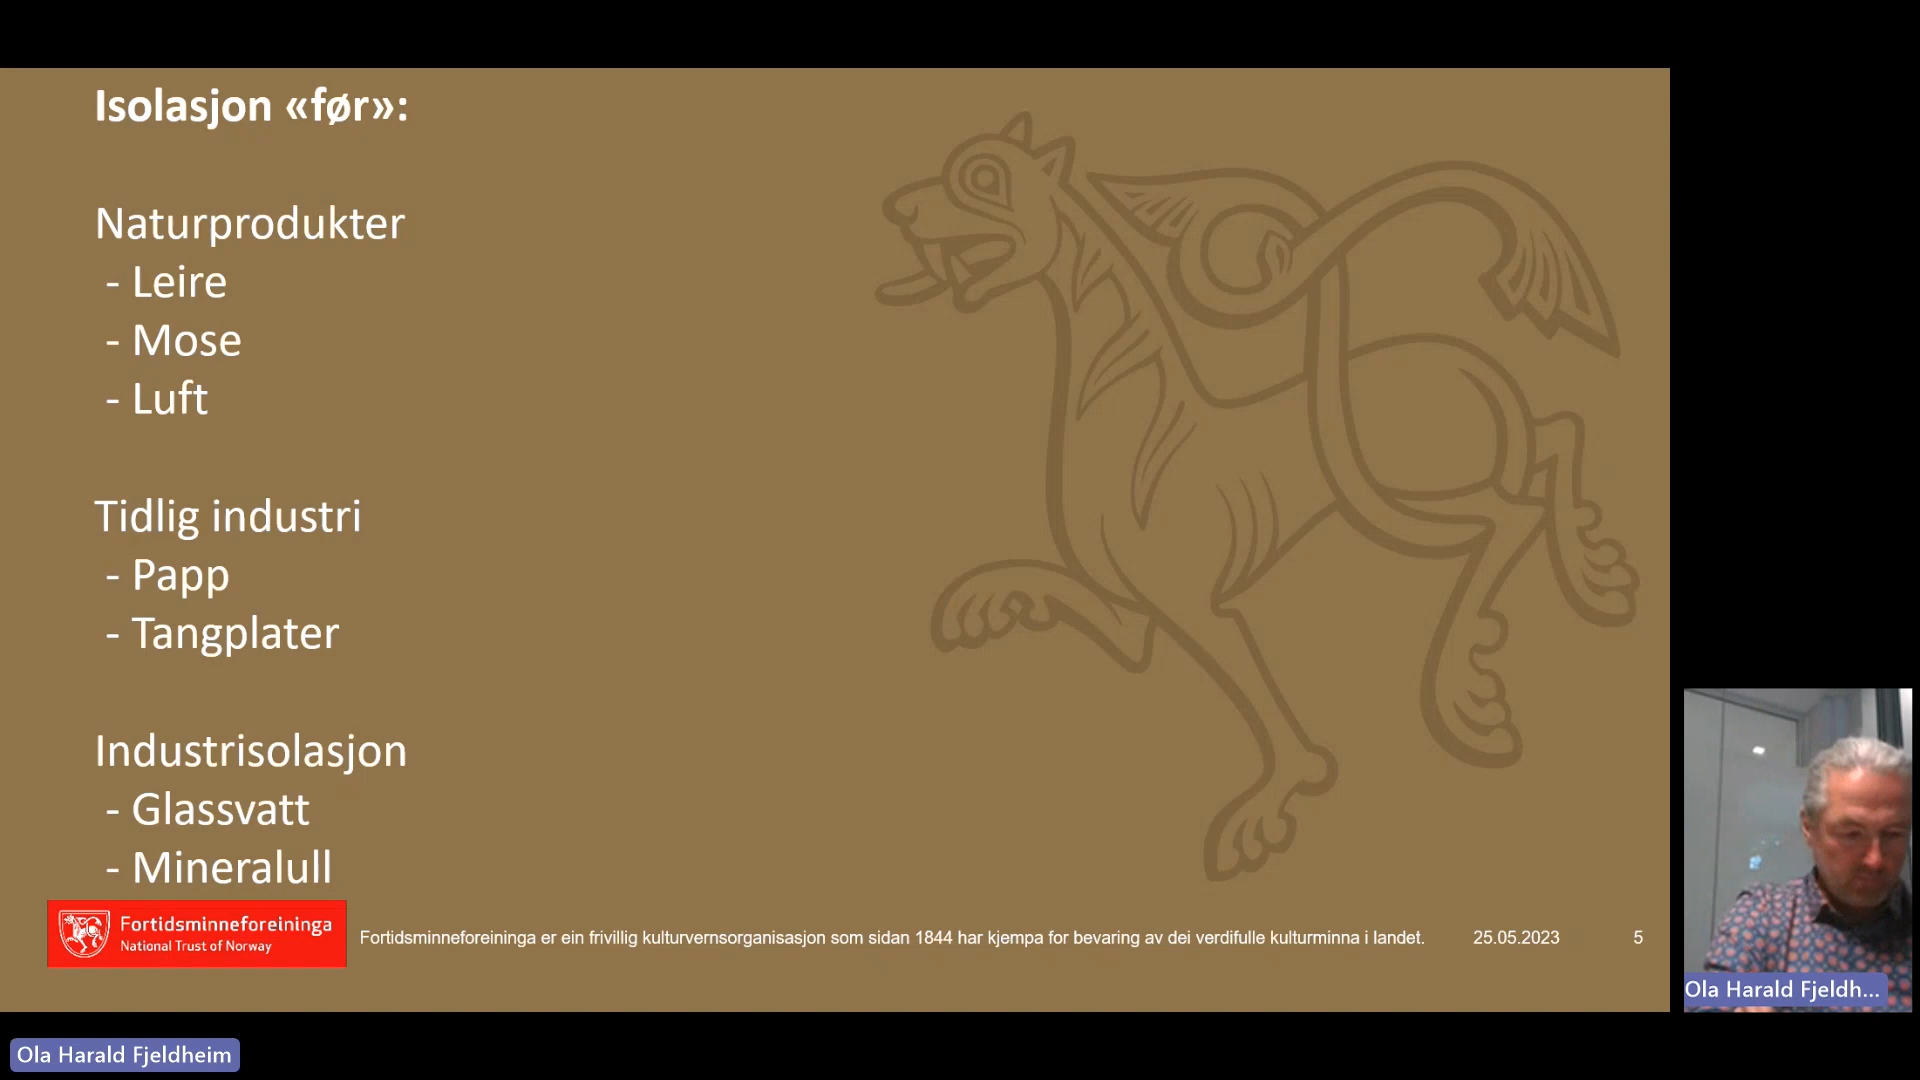 Isolasjon «før»:
Naturprodukter
- Leire
- Mose
- Luft
Tidlig industri
- Papp
- Tangplater
Industrisolasjon
- Glassvatt
- Mineralull
Fortidsminneforeininga
National Trust of Norway
Fortidsminneforeininga er ein frivillig kulturvernsorganisasjon som sidan 1844 har kjempa for bevaring av dei verdifulle kulturminna i landet.
25.05.2023
5
Ola Harald Fjeldh...
Ola Harald Fjeldheim